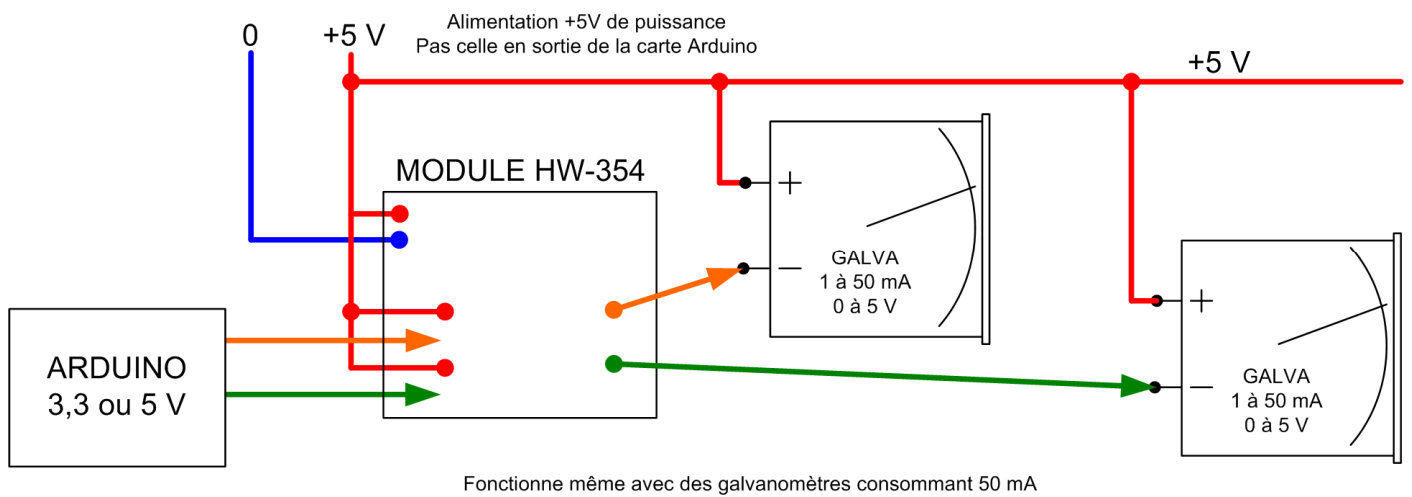 Alimentation +5V de puissance
Pas celle en sortie de la carte Arduino
0
+5 V
+5 V
MODULE HW-354
+
−
GALVA
1 à 50 mA
0 à 5 V
+
−
GALVA
1 à 50 mA
0 à 5 V
ARDUINO
3,3 ou 5 V
Fonctionne même avec des galvanomètres consommant 50 mA